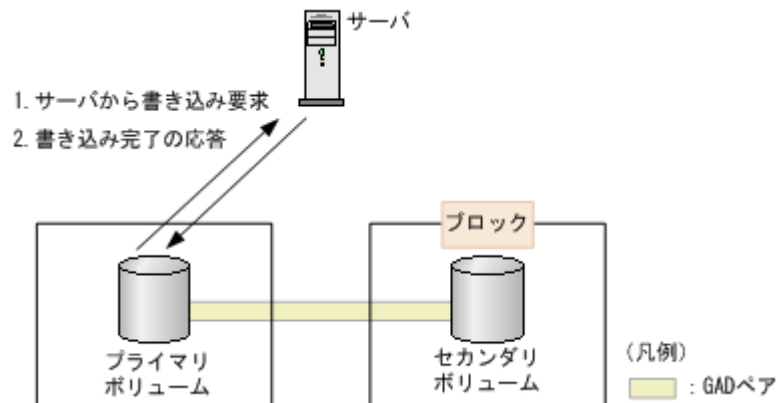 サーバ
1. サーバから書き込み要求
2. 書き込み完了の応答
ブロック
プライマリ
ボリューム
セカンダリ
ボリューム
(凡例)
: GADペア